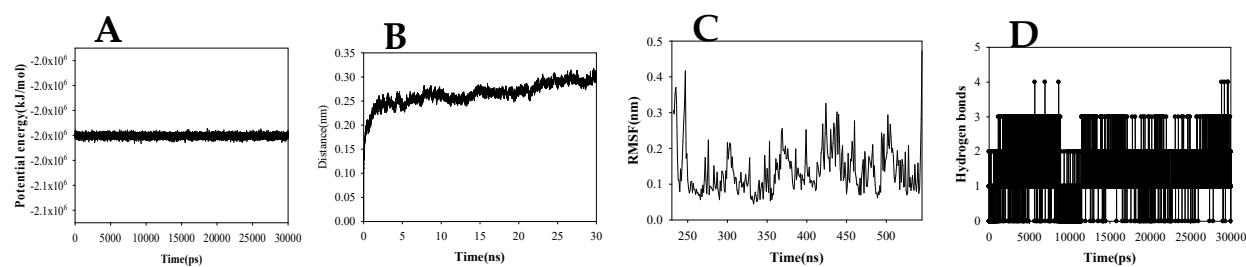 A
Potential energy(kJ/mol)
-2.0x10⁶
-2.0x10⁶
-2.0x10⁶
-2.0x10⁶
-2.0x10⁶
-2.1x10⁶
-2.1x10⁶
0 5000 10000 15000 20000 25000 30000
Time(ps)
B
Distance(nm)
0.35
0.30
0.25
0.20
0.15
0.10
0.05
0.00
0 5 10 15 20 25 30
Time(ns)
C
RMSF(nm)
0.5
0.4
0.3
0.2
0.1
0.0
250 300 350 400 450 500
Time(ns)
D
Hydrogen bonds
5
4
3
2
1
0
0 5000 10000 15000 20000 25000 30000
Time(ps)